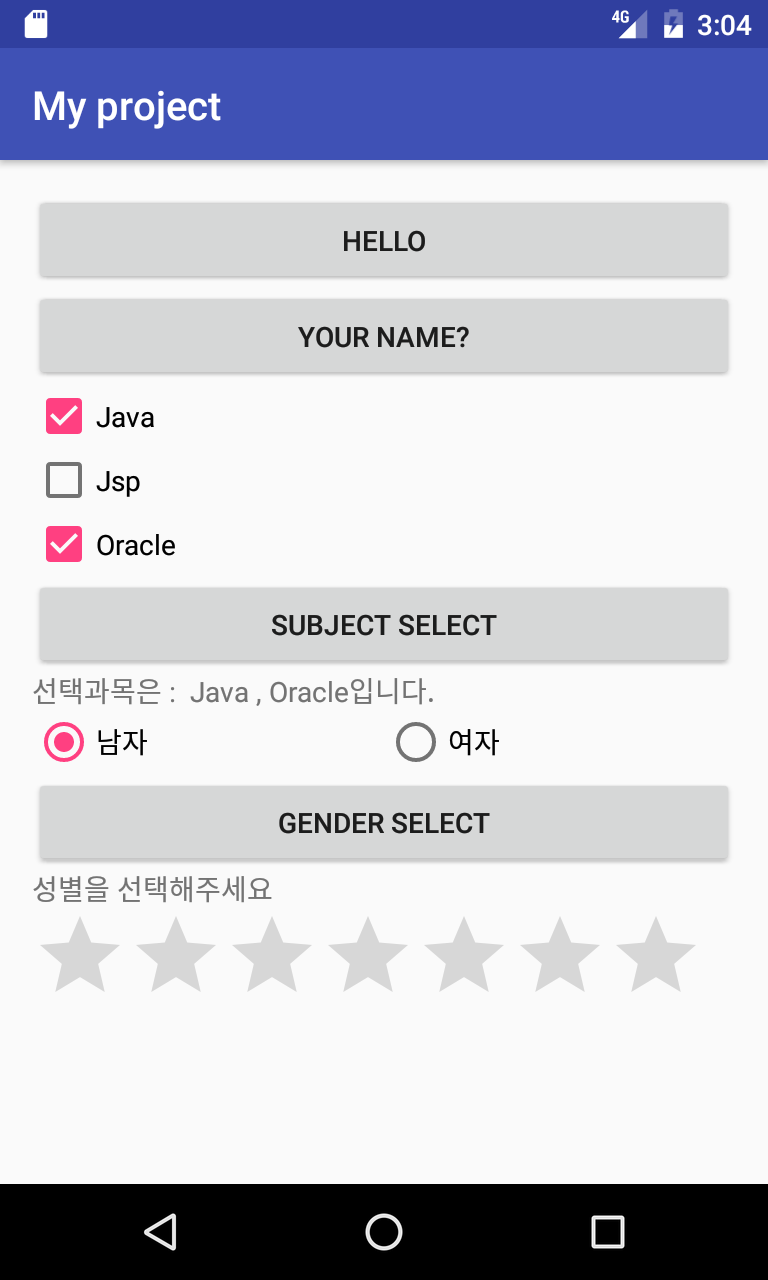 4G 3:04
My project
HELLO
YOUR NAME?
Java
Jsp
Oracle
SUBJECT SELECT
선택과목은 :  Java , Oracle입니다.
남자 여자
GENDER SELECT
성별을 선택해주세요